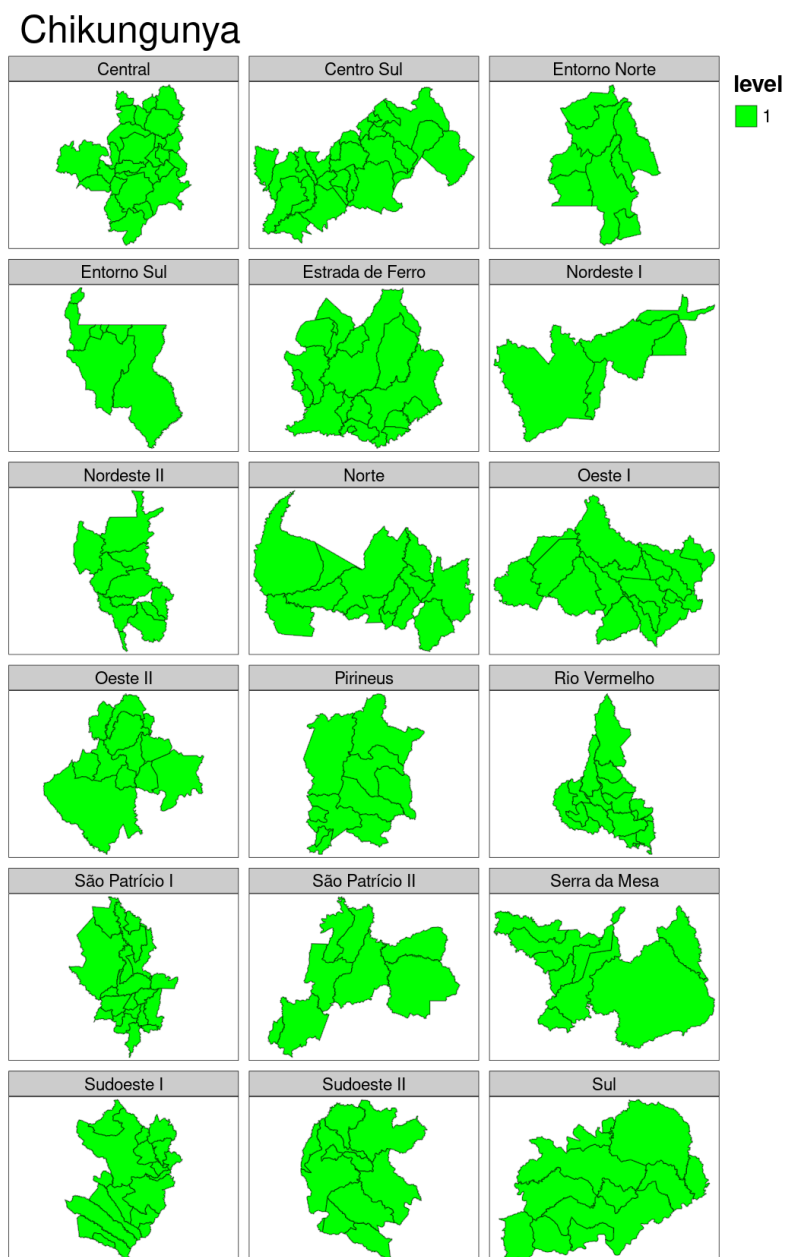 Chikungunya
Central
Centro Sul
Entorno Norte
level
1
Entorno Sul
Estrada de Ferro
Nordeste I
Nordeste II
Norte
Oeste I
Oeste II
Pirineus
Rio Vermelho
São Patrício I
São Patrício II
Serra da Mesa
Sudoeste I
Sudoeste II
Sul